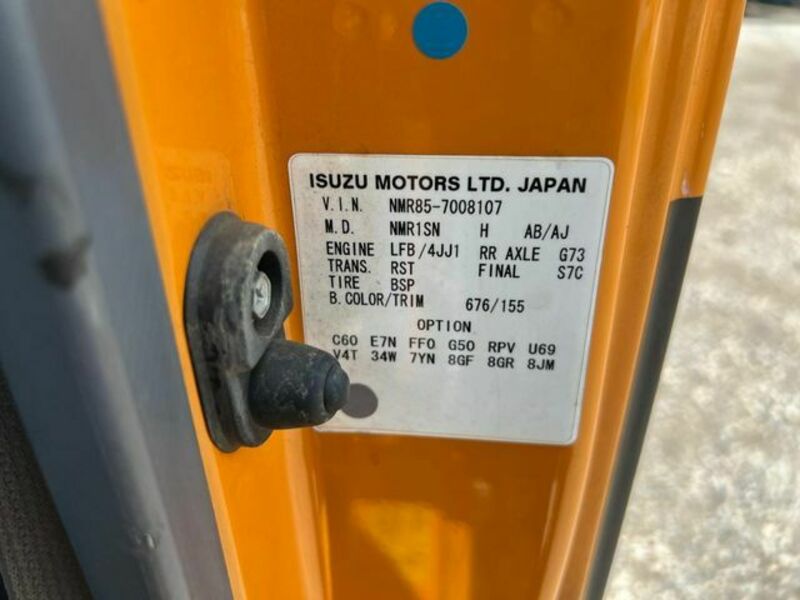 ISUZU MOTORS LTD. JAPAN
V.I.N. NMR85-7008107
M.D. NMR1SN H AB/AJ
ENGINE LFB/4JJ1 RR AXLE G73
TRANS. RST FINAL S7C
TIRE BSP
B.COLOR/TRIM 676/155
OPTION
C60 E7N FF0 G50 RPV U69
V4T 34W 7YN 8GF 8GR 8JM